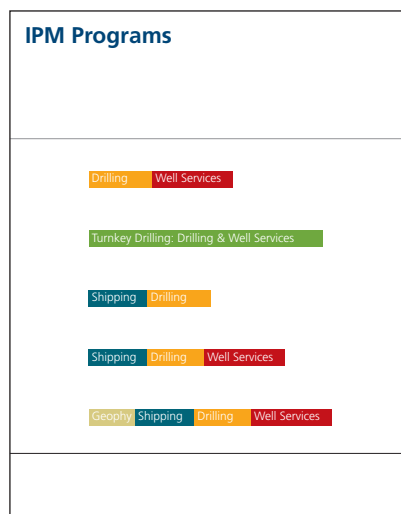 IPM Programs
Drilling Well Services
Turnkey Drilling: Drilling & Well Services
Shipping Drilling
Shipping Drilling Well Services
Geophy Shipping Drilling Well Services